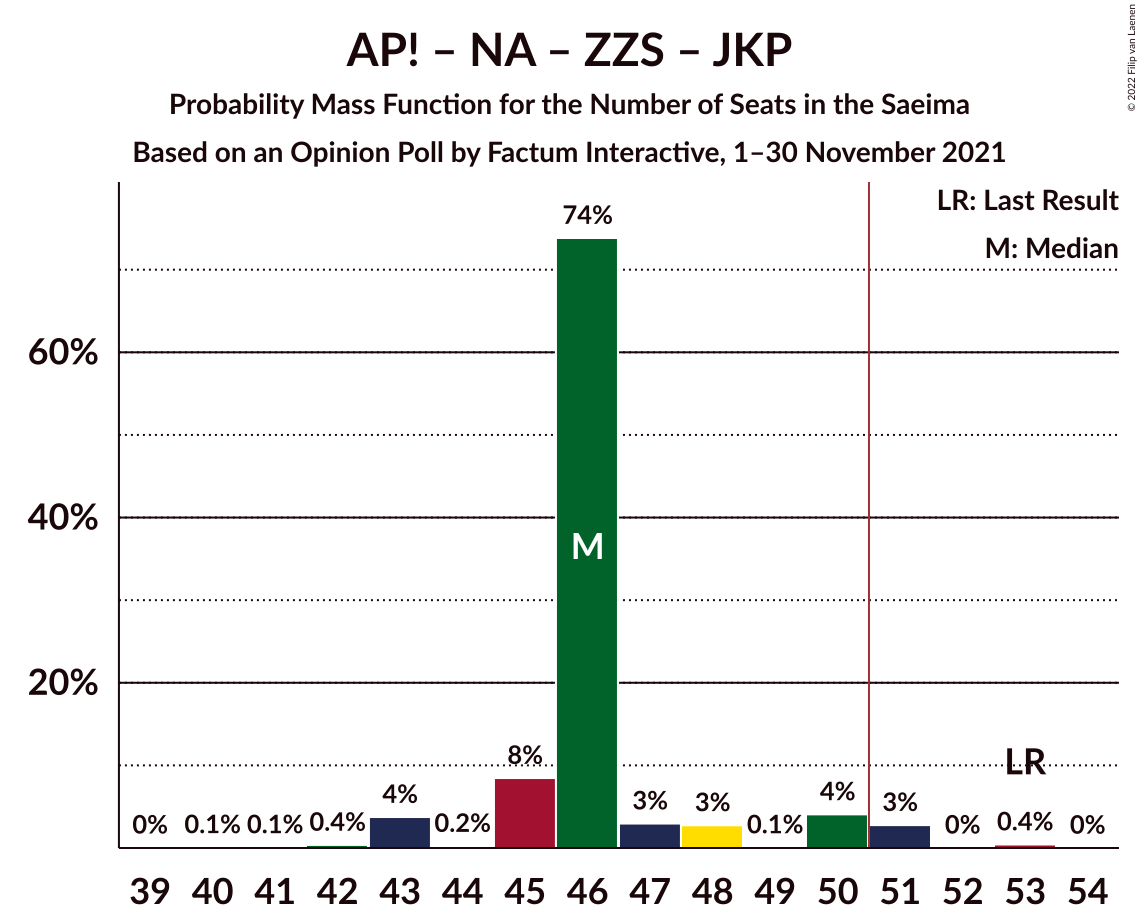 AP! – NA – ZZS – JKP
Probability Mass Function for the Number of Seats in the Saeima
Based on an Opinion Poll by Factum Interactive, 1–30 November 2021
© 2022 Filip van Laenen
LR: Last Result
M: Median
60%
40%
20%
0%
0.1%
0.1%
0.4%
4%
0.2%
8%
74%
M
3%
3%
0.1%
4%
3%
0%
LR
0.4%
0%
39 40 41 42 43 44 45 46 47 48 49 50 51 52 53 54